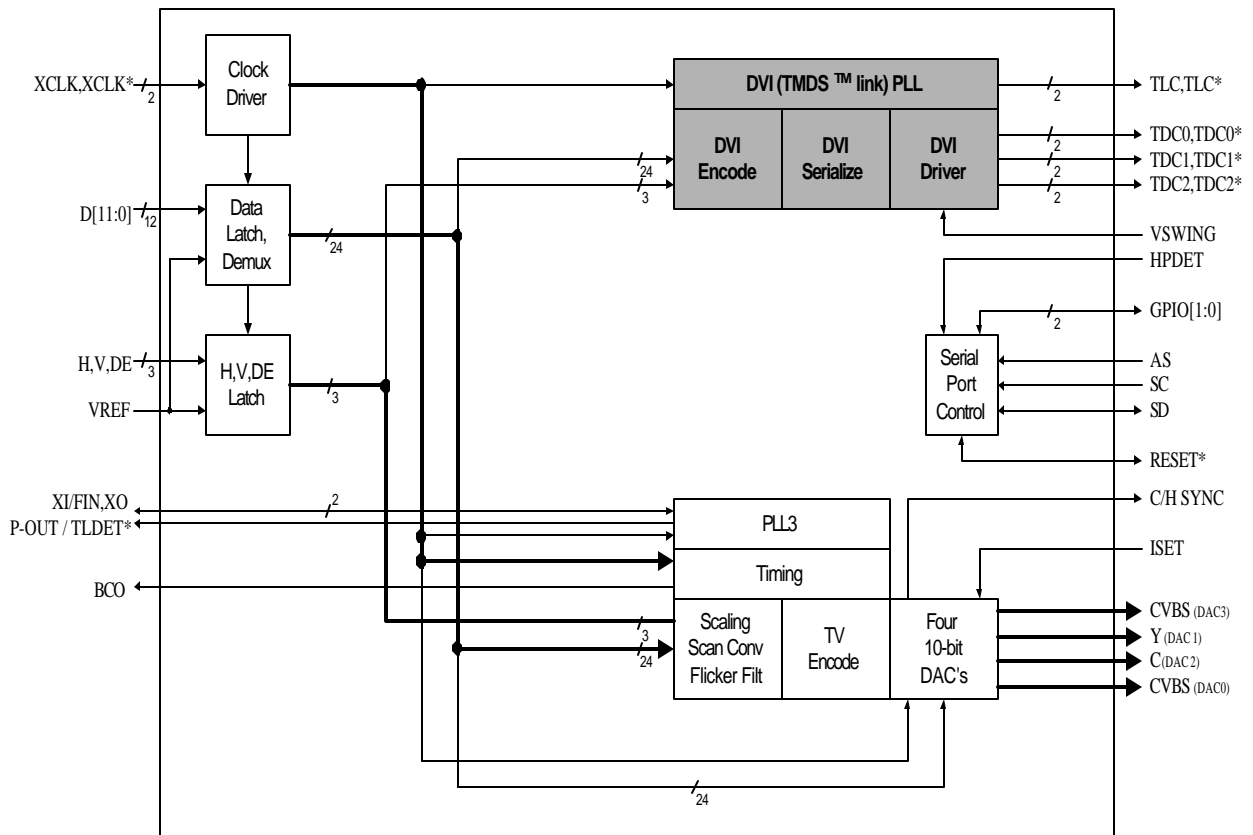 XCLK,XCLK*
2
Clock
Driver
DVI (TMDS ™ link) PLL
2
TLC,TLC*
DVI
Encode
DVI
Serialize
DVI
Driver
2
TDC0,TDC0*
2
TDC1,TDC1*
2
TDC2,TDC2*
24
3
D[11:0]
12
Data
Latch,
Demux
24
VSWING
HPDET
2
GPIO[1:0]
H,V,DE
3
H,V,DE
Latch
3
VREF
Serial
Port
Control
AS
SC
SD
RESET*
XI/FIN,XO
2
P-OUT / TLDET*
PLL3
C/H SYNC
Timing
ISET
BCO
3
24
Scaling
Scan Conv
Flicker Filt
TV
Encode
Four
10-bit
DAC's
CVBS (DAC3)
Y (DAC 1)
C (DAC 2)
CVBS (DAC0)
24